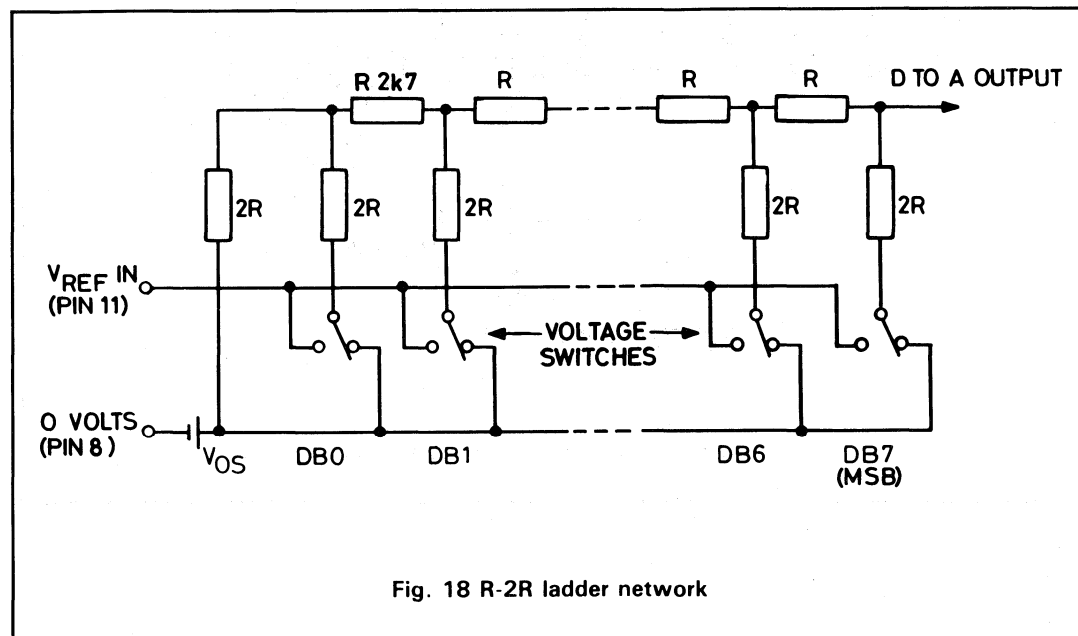 R 2k7
R
R
R
D TO A OUTPUT
2R
2R
2R
2R
2R
VREF IN
(PIN 11)
VOLTAGE
SWITCHES
0 VOLTS
(PIN 8)
VOS
DB0
DB1
DB6
DB7
(MSB)
Fig. 18 R-2R ladder network